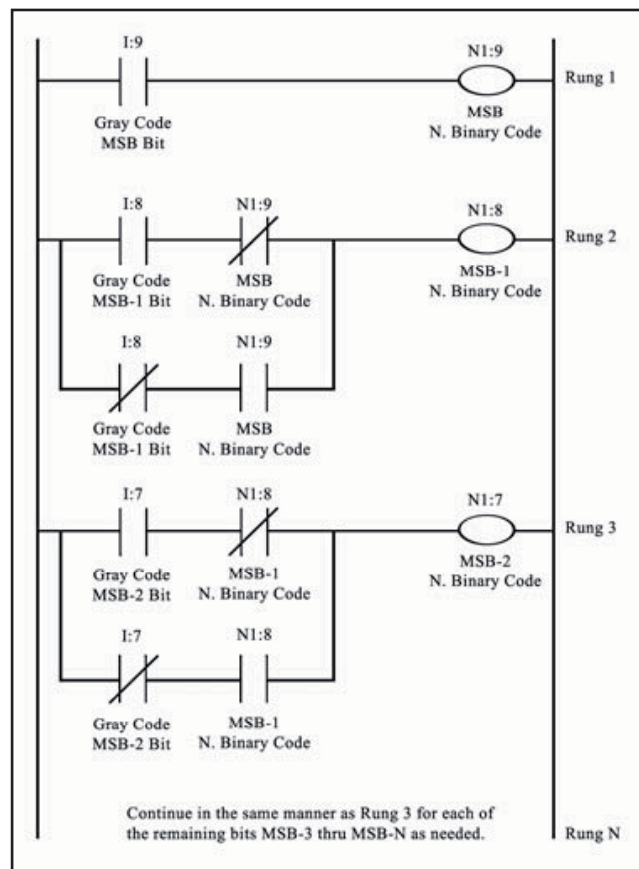 I:9
N1:9
Rung 1
Gray Code
MSB Bit
MSB
N. Binary Code
I:8
N1:9
N1:8
Rung 2
Gray Code
MSB-1 Bit
MSB
N. Binary Code
MSB-1
N. Binary Code
I:8
N1:9
Gray Code
MSB-1 Bit
MSB
N. Binary Code
I:7
N1:8
N1:7
Rung 3
Gray Code
MSB-2 Bit
MSB-1
N. Binary Code
MSB-2
N. Binary Code
I:7
N1:8
Gray Code
MSB-2 Bit
MSB-1
N. Binary Code
Continue in the same manner as Rung 3 for each of
the remaining bits MSB-3 thru MSB-N as needed.
Rung N